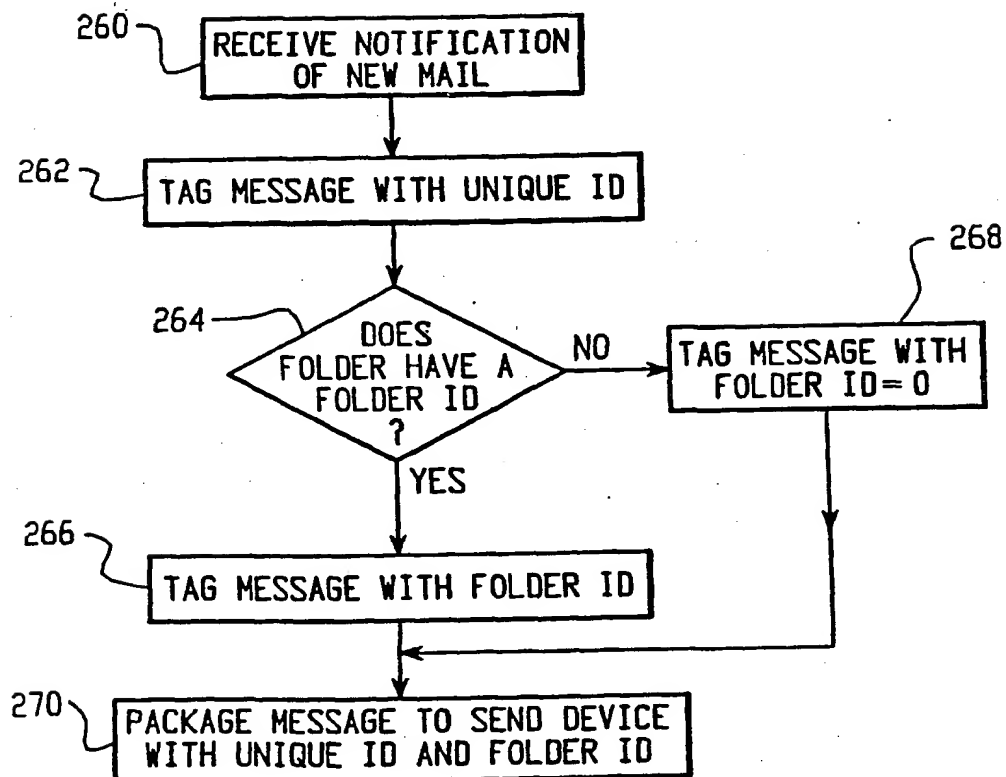 260
RECEIVE NOTIFICATION
OF NEW MAIL
262
TAG MESSAGE WITH UNIQUE ID
264
DOES
FOLDER HAVE A
FOLDER ID
?
NO
268
TAG MESSAGE WITH
FOLDER ID=0
YES
266
TAG MESSAGE WITH FOLDER ID
270
PACKAGE MESSAGE TO SEND DEVICE
WITH UNIQUE ID AND FOLDER ID